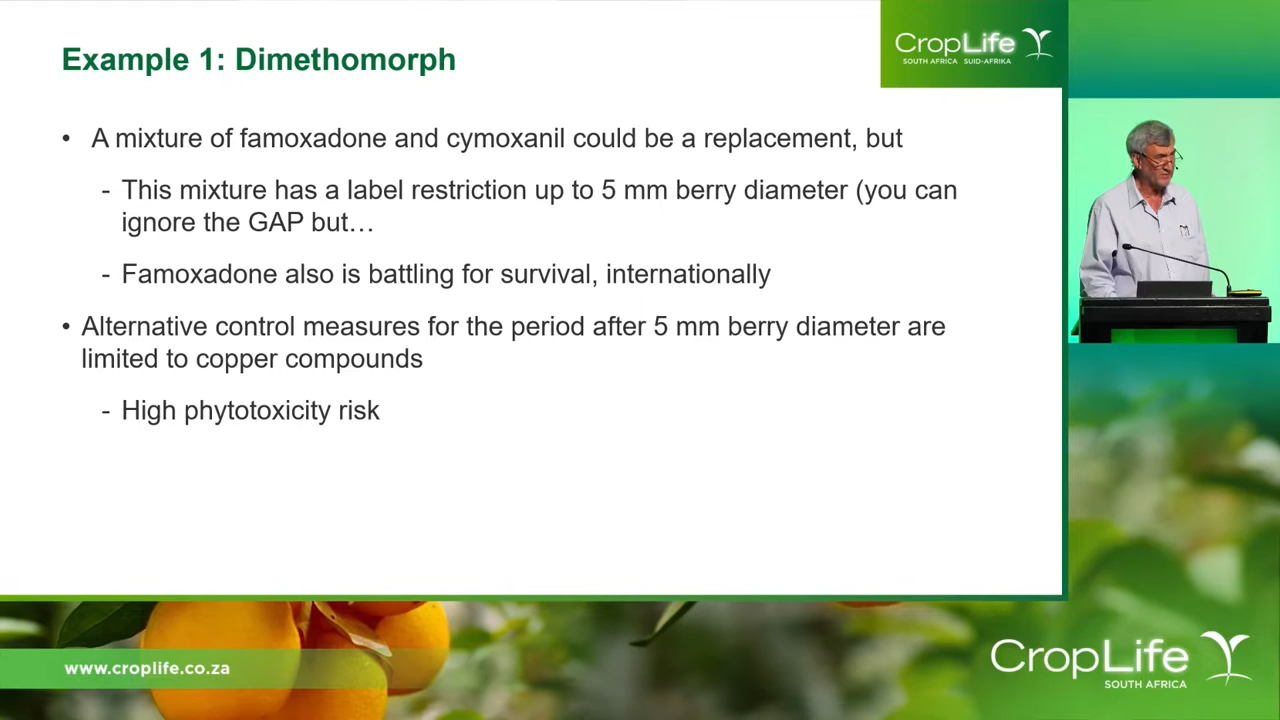 Example 1: Dimethomorph
CropLife
SOUTH AFRICA SUID-AFRIKA
• A mixture of famoxadone and cymoxanil could be a replacement, but
- This mixture has a label restriction up to 5 mm berry diameter (you can
ignore the GAP but…
- Famoxadone also is battling for survival, internationally
• Alternative control measures for the period after 5 mm berry diameter are
limited to copper compounds
- High phytotoxicity risk
www.croplife.co.za
CropLife
SOUTH AFRICA